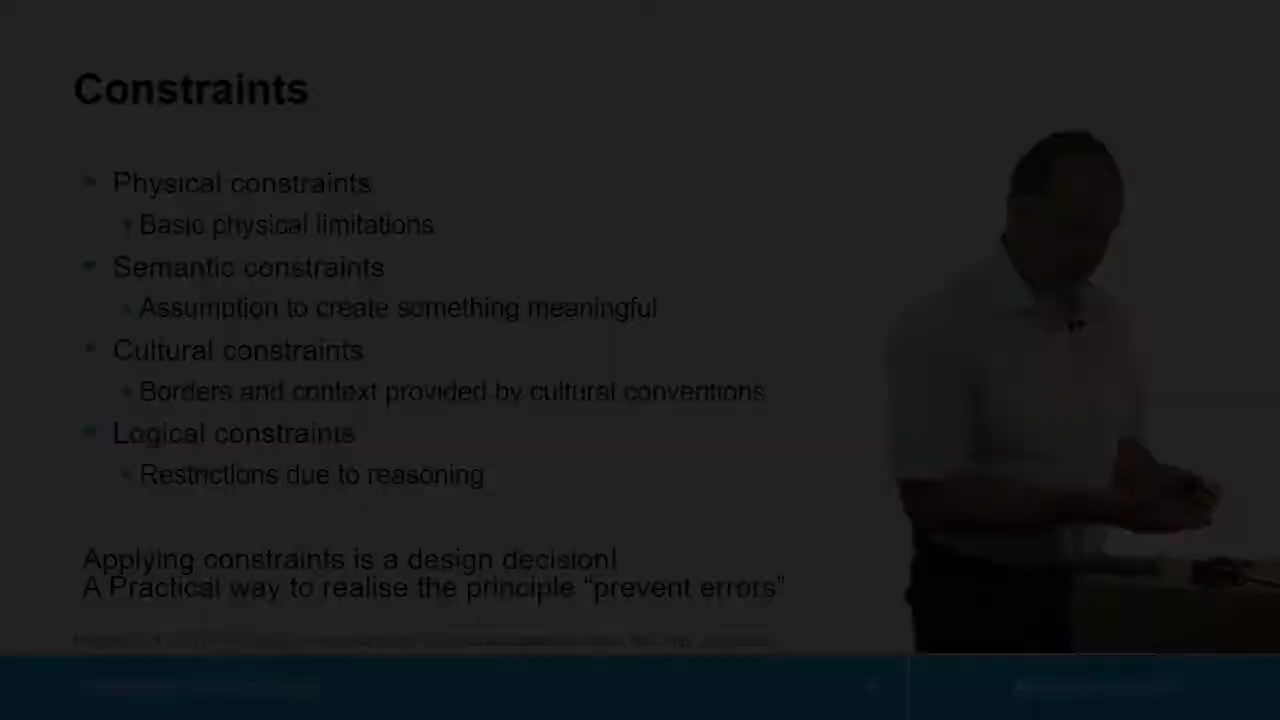 Constraints
Physical constraints
Basic physical limitations
Semantic constraints
Assumption to create something meaningful
Cultural constraints
Borders and context provided by cultural conventions
Logical constraints
Restrictions due to reasoning
Applying constraints is a design decision!
A Practical way to realise the principle “prevent errors”